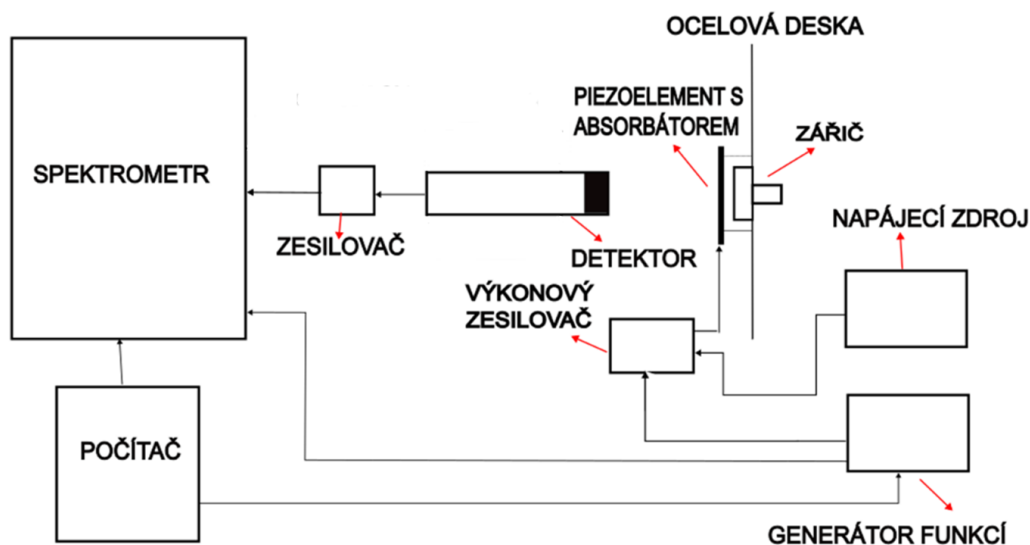 OCELOVÁ DESKA
PIEZOELEMENT S
ABSORBÁTOREM
ZÁŘIČ
SPEKTROMETR
NAPÁJECÍ ZDROJ
ZESILOVAČ
DETEKTOR
VÝKONOVÝ
ZESILOVAČ
POČÍTAČ
GENERÁTOR FUNKCÍ